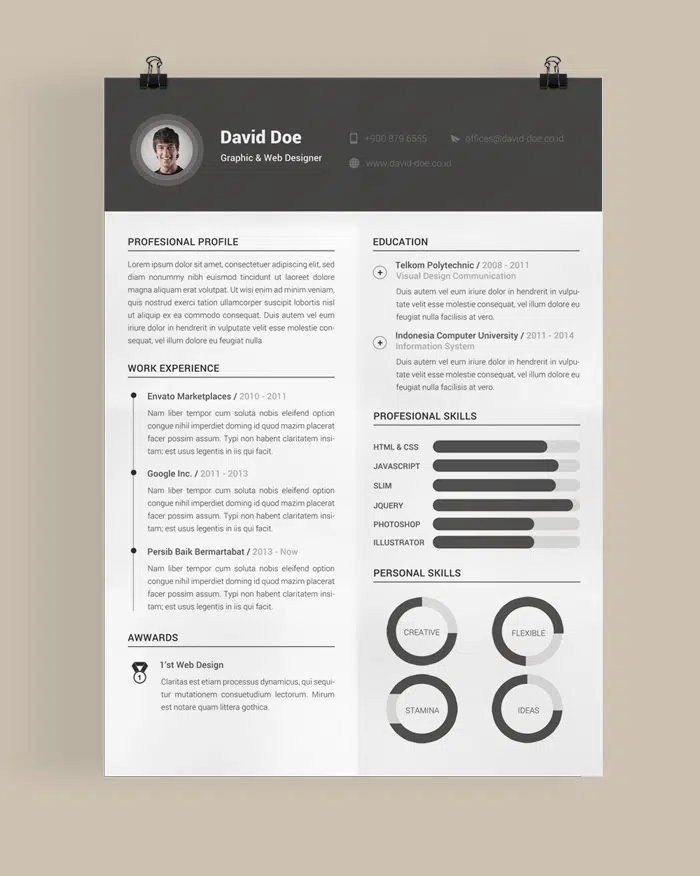 David Doe
Graphic & Web Designer
+900 879 6555
offices@david-doe.co.id
www.david-doe.co.id
PROFESIONAL PROFILE
Lorem ipsum dolor sit amet, consectetuer adipiscing elit, sed
diam nonummy nibh euismod tincidunt ut laoreet dolore
magna aliquam erat volutpat. Ut wisi enim ad minim veniam,
quis nostrud exerci tation ullamcorper suscipit lobortis nisl
ut aliquip ex ea commodo consequat. Duis autem vel eum
iriure dolor in hendrerit in vulputate velit esse molestie con-
sequat, vel illum dolore eu feugiat nulla
WORK EXPERIENCE
Envato Marketplaces / 2010 - 2011
Nam liber tempor cum soluta nobis eleifend option
congue nihil imperdiet doming id quod mazim placerat
facer possim assum. Typi non habent claritatem insi-
tam; est usus legentis in iis qui facit.
Google Inc. / 2011 - 2013
Nam liber tempor cum soluta nobis eleifend option
congue nihil imperdiet doming id quod mazim placerat
facer possim assum. Typi non habent claritatem insi-
tam; est usus legentis in iis qui facit.
Persib Baik Bermartabat / 2013 - Now
Nam liber tempor cum soluta nobis eleifend option
congue nihil imperdiet doming id quod mazim placerat
facer possim assum. Typi non habent claritatem insi-
tam; est usus legentis in iis qui facit.
AWWARDS
1
1'st Web Design
Claritas est etiam processus dynamicus, qui sequi-
tur mutationem consuetudium lectorum. Mirum
est notare quam littera gothica.
EDUCATION
Telkom Polytechnic / 2008 - 2011
Visual Design Communication
Duis autem vel eum iriure dolor in hendrerit in vulpu-
tate velit esse molestie consequat, vel illum dolore eu
feugiat nulla facilisis at vero.
Indonesia Computer University / 2011 - 2014
Information System
Duis autem vel eum iriure dolor in hendrerit in vulpu-
tate velit esse molestie consequat, vel illum dolore eu
feugiat nulla facilisis at vero.
PROFESIONAL SKILLS
HTML & CSS
JAVASCRIPT
SLIM
JQUERY
PHOTOSHOP
ILLUSTRATOR
PERSONAL SKILLS
CREATIVE
FLEXIBLE
STAMINA
IDEAS